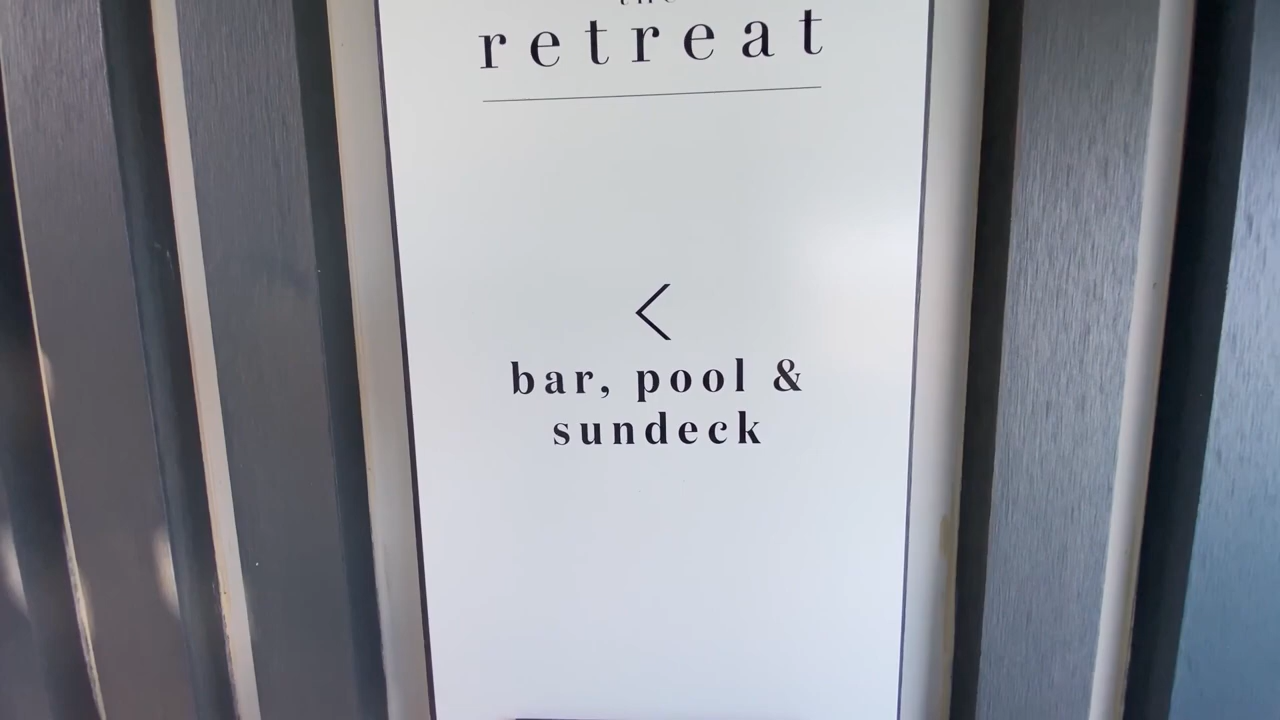 retreat
<
bar, pool &
sundeck